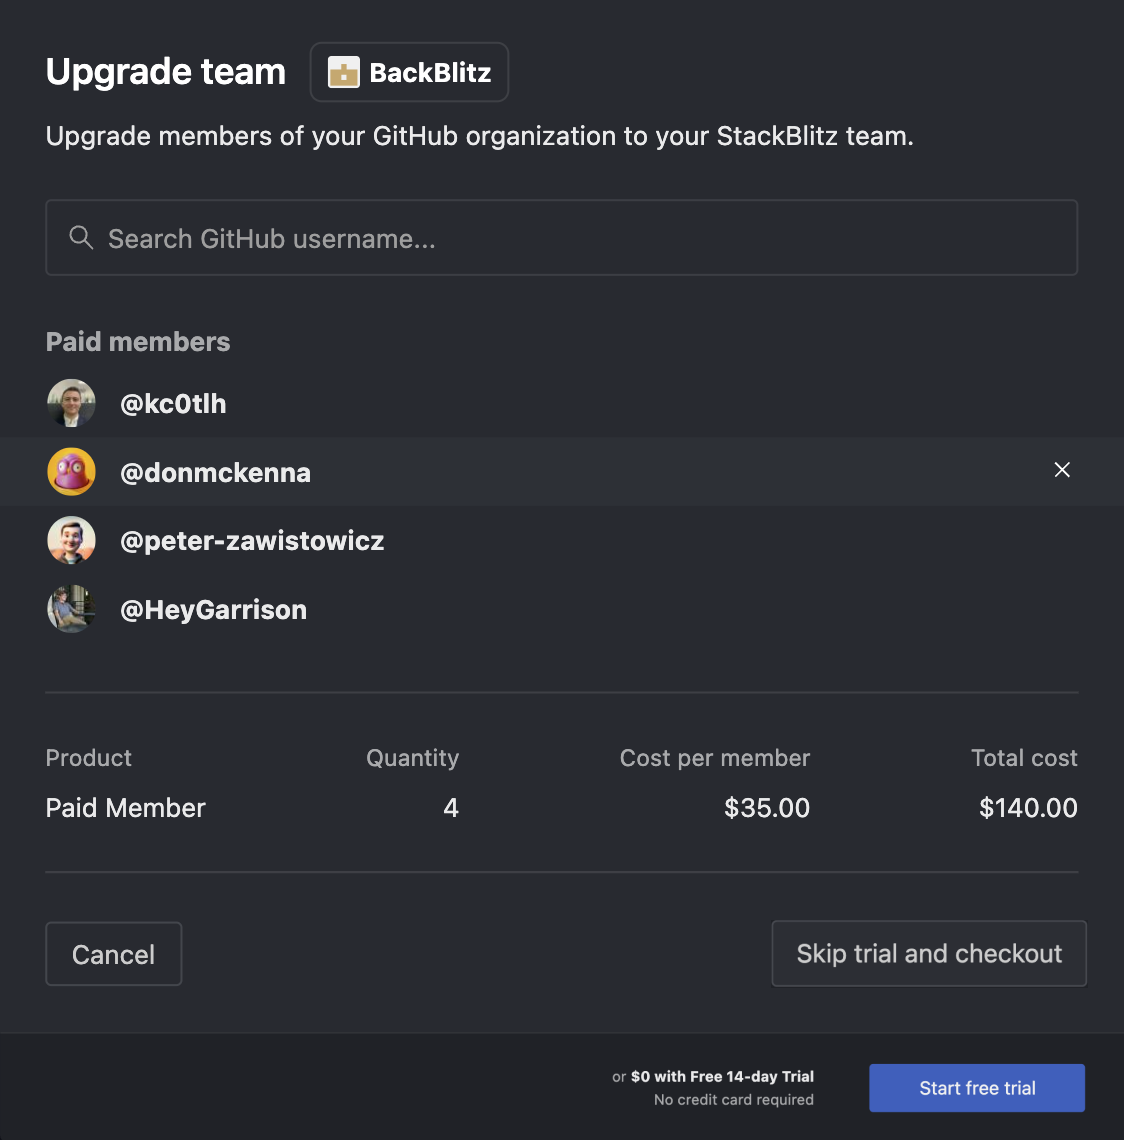 Upgrade team BackBlitz
Upgrade members of your GitHub organization to your StackBlitz team.
Search GitHub username...
Paid members
@kc0tlh
@donmckenna
@peter-zawistowicz
@HeyGarrison
Product Quantity Cost per member Total cost
Paid Member 4 $35.00 $140.00
Cancel Skip trial and checkout
or $0 with Free 14-day Trial
No credit card required
Start free trial